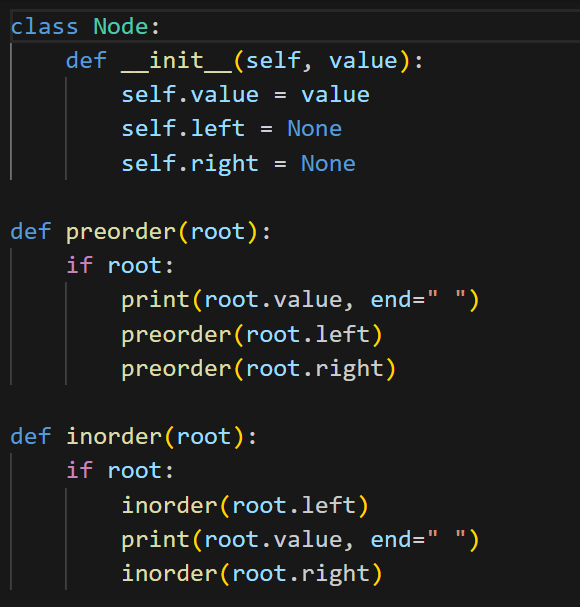 class Node:
    def __init__(self, value):
        self.value = value
        self.left = None
        self.right = None

def preorder(root):
    if root:
        print(root.value, end=" ")
        preorder(root.left)
        preorder(root.right)

def inorder(root):
    if root:
        inorder(root.left)
        print(root.value, end=" ")
        inorder(root.right)